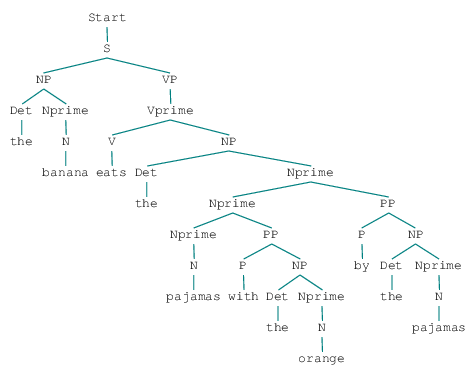 Start
S
NP VP
Det Nprime Vprime
the N V NP
banana eats Det Nprime
the Nprime PP
Nprime PP P NP
N P NP by Det Nprime
pajamas with Det Nprime the N
the N pajamas
orange